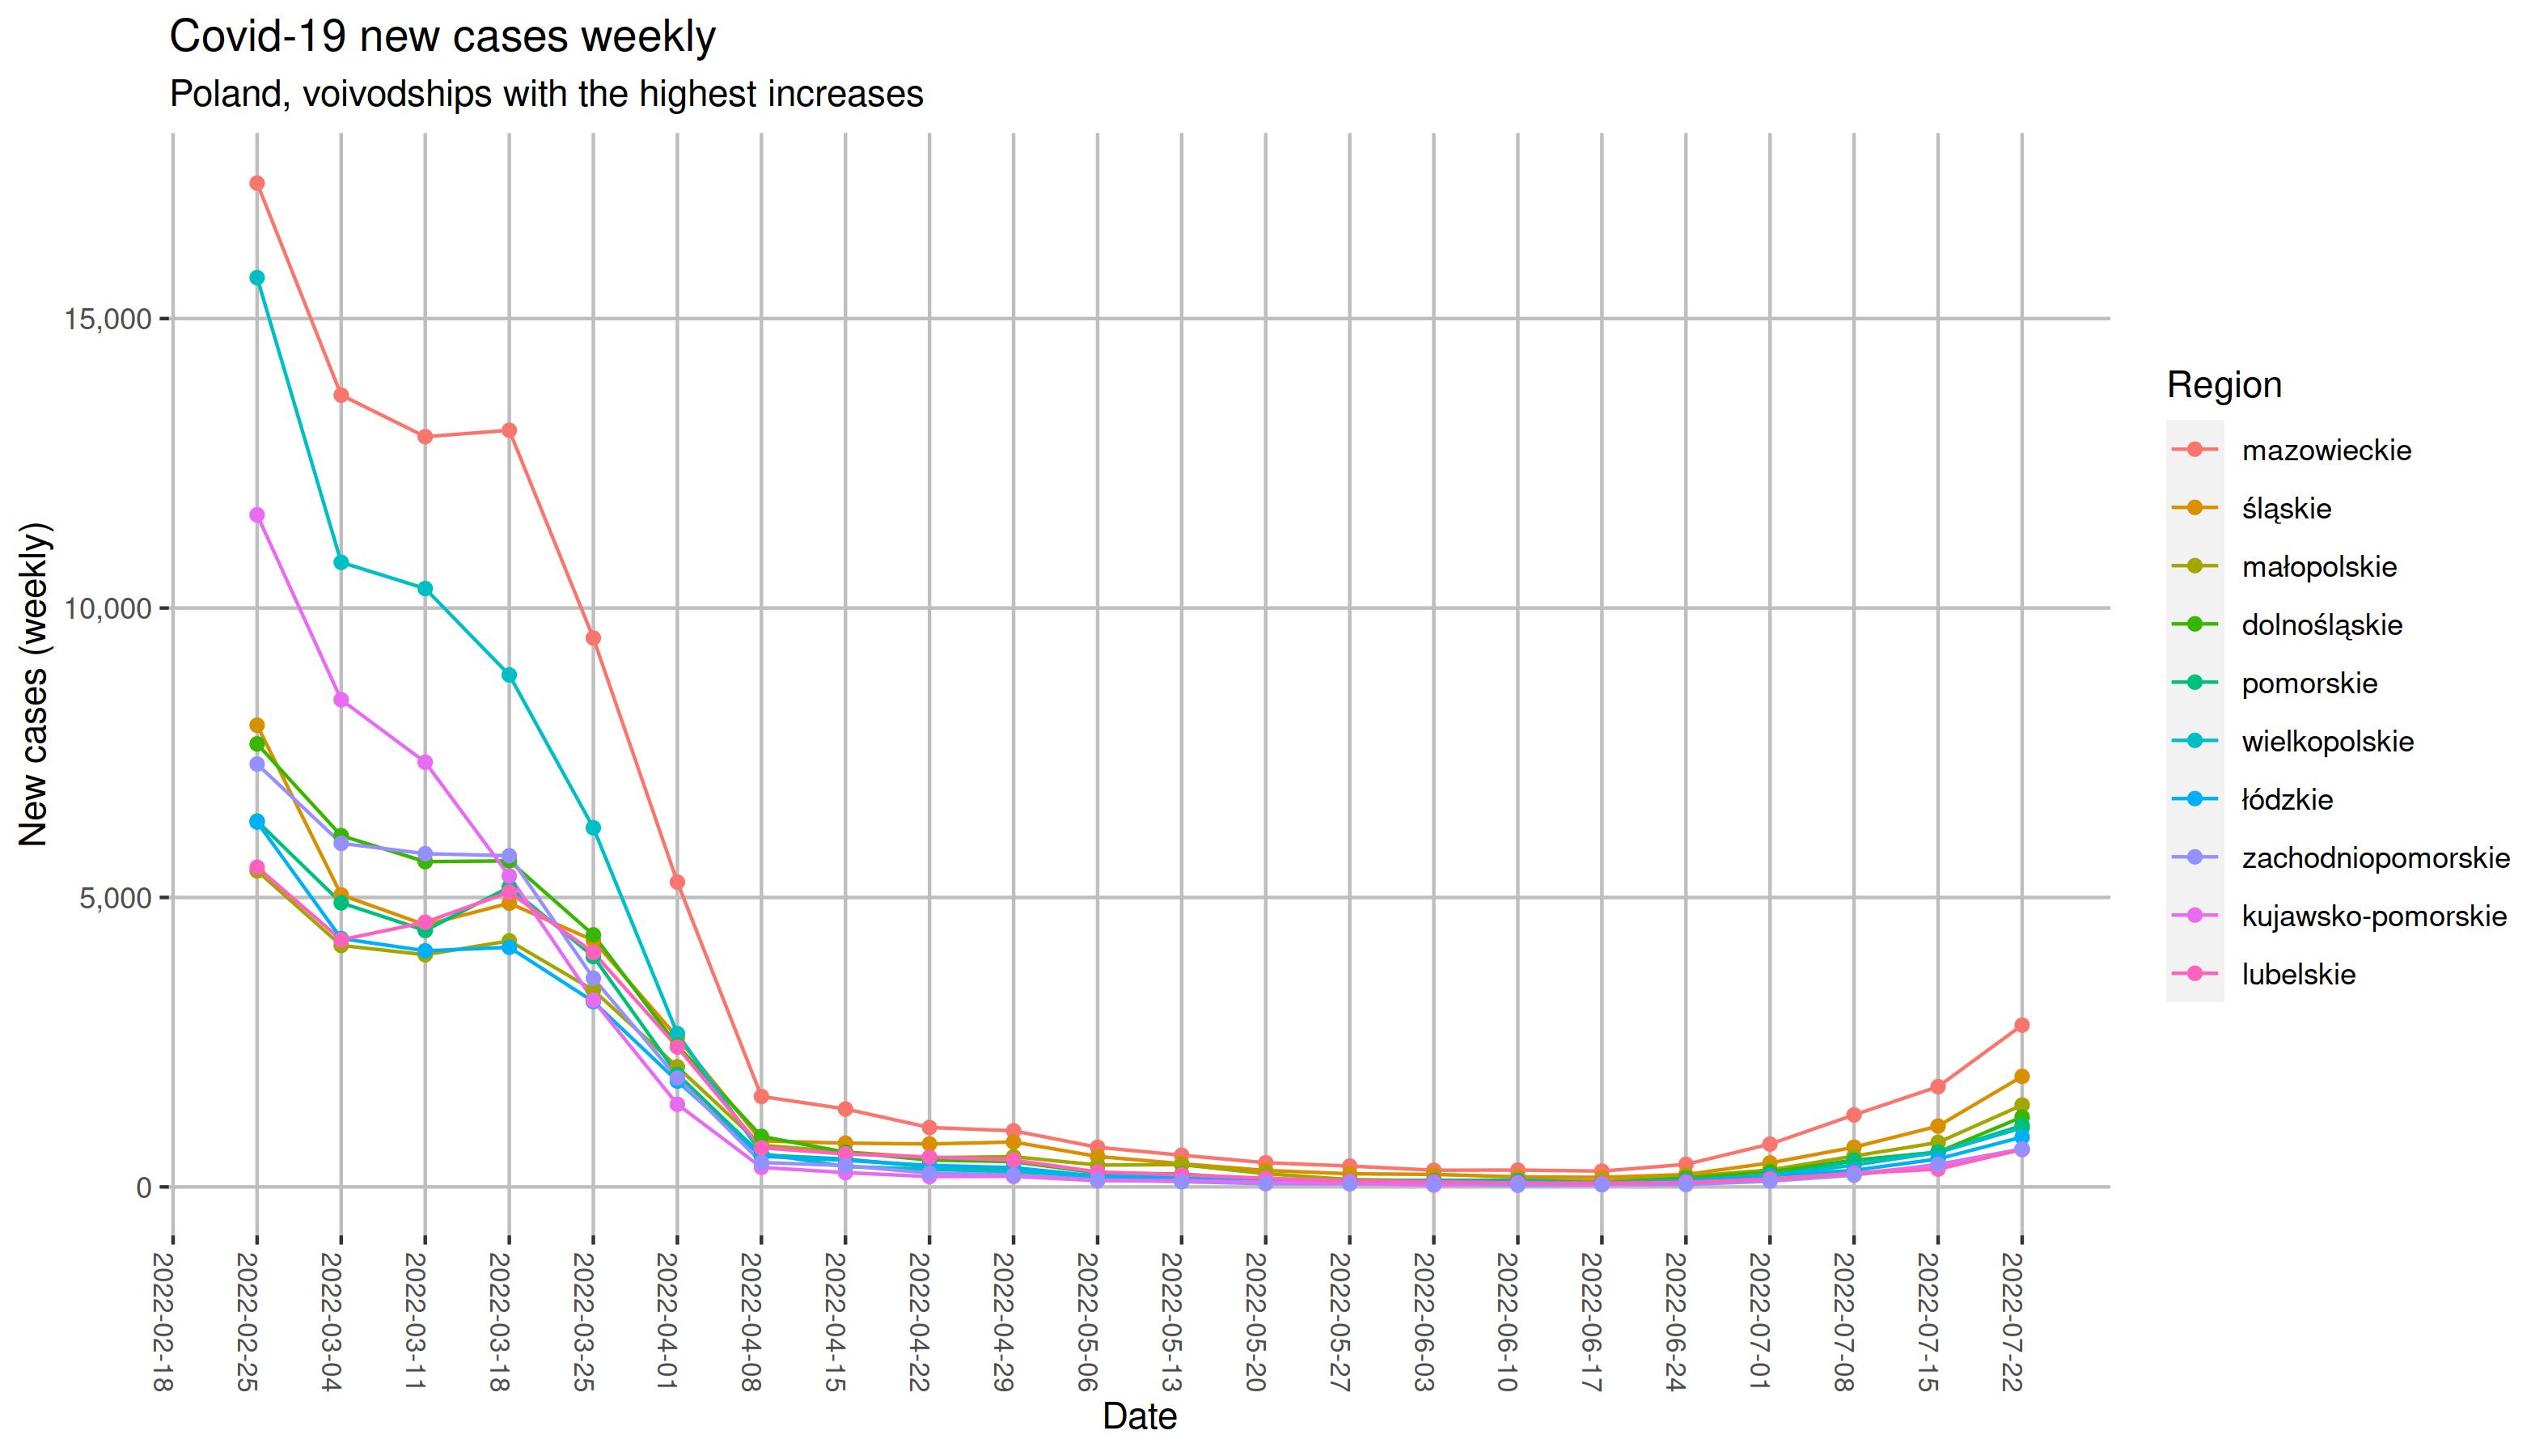 Covid-19 new cases weekly
Poland, voivodships with the highest increases
New cases (weekly)
15,000
10,000
5,000
0
2022-02-18
2022-02-25
2022-03-04
2022-03-11
2022-03-18
2022-03-25
2022-04-01
2022-04-08
2022-04-15
2022-04-22
2022-04-29
2022-05-06
2022-05-13
2022-05-20
2022-05-27
2022-06-03
2022-06-10
2022-06-17
2022-06-24
2022-07-01
2022-07-08
2022-07-15
2022-07-22
Date
Region
mazowieckie
śląskie
małopolskie
dolnośląskie
pomorskie
wielkopolskie
łódzkie
zachodniopomorskie
kujawsko-pomorskie
lubelskie